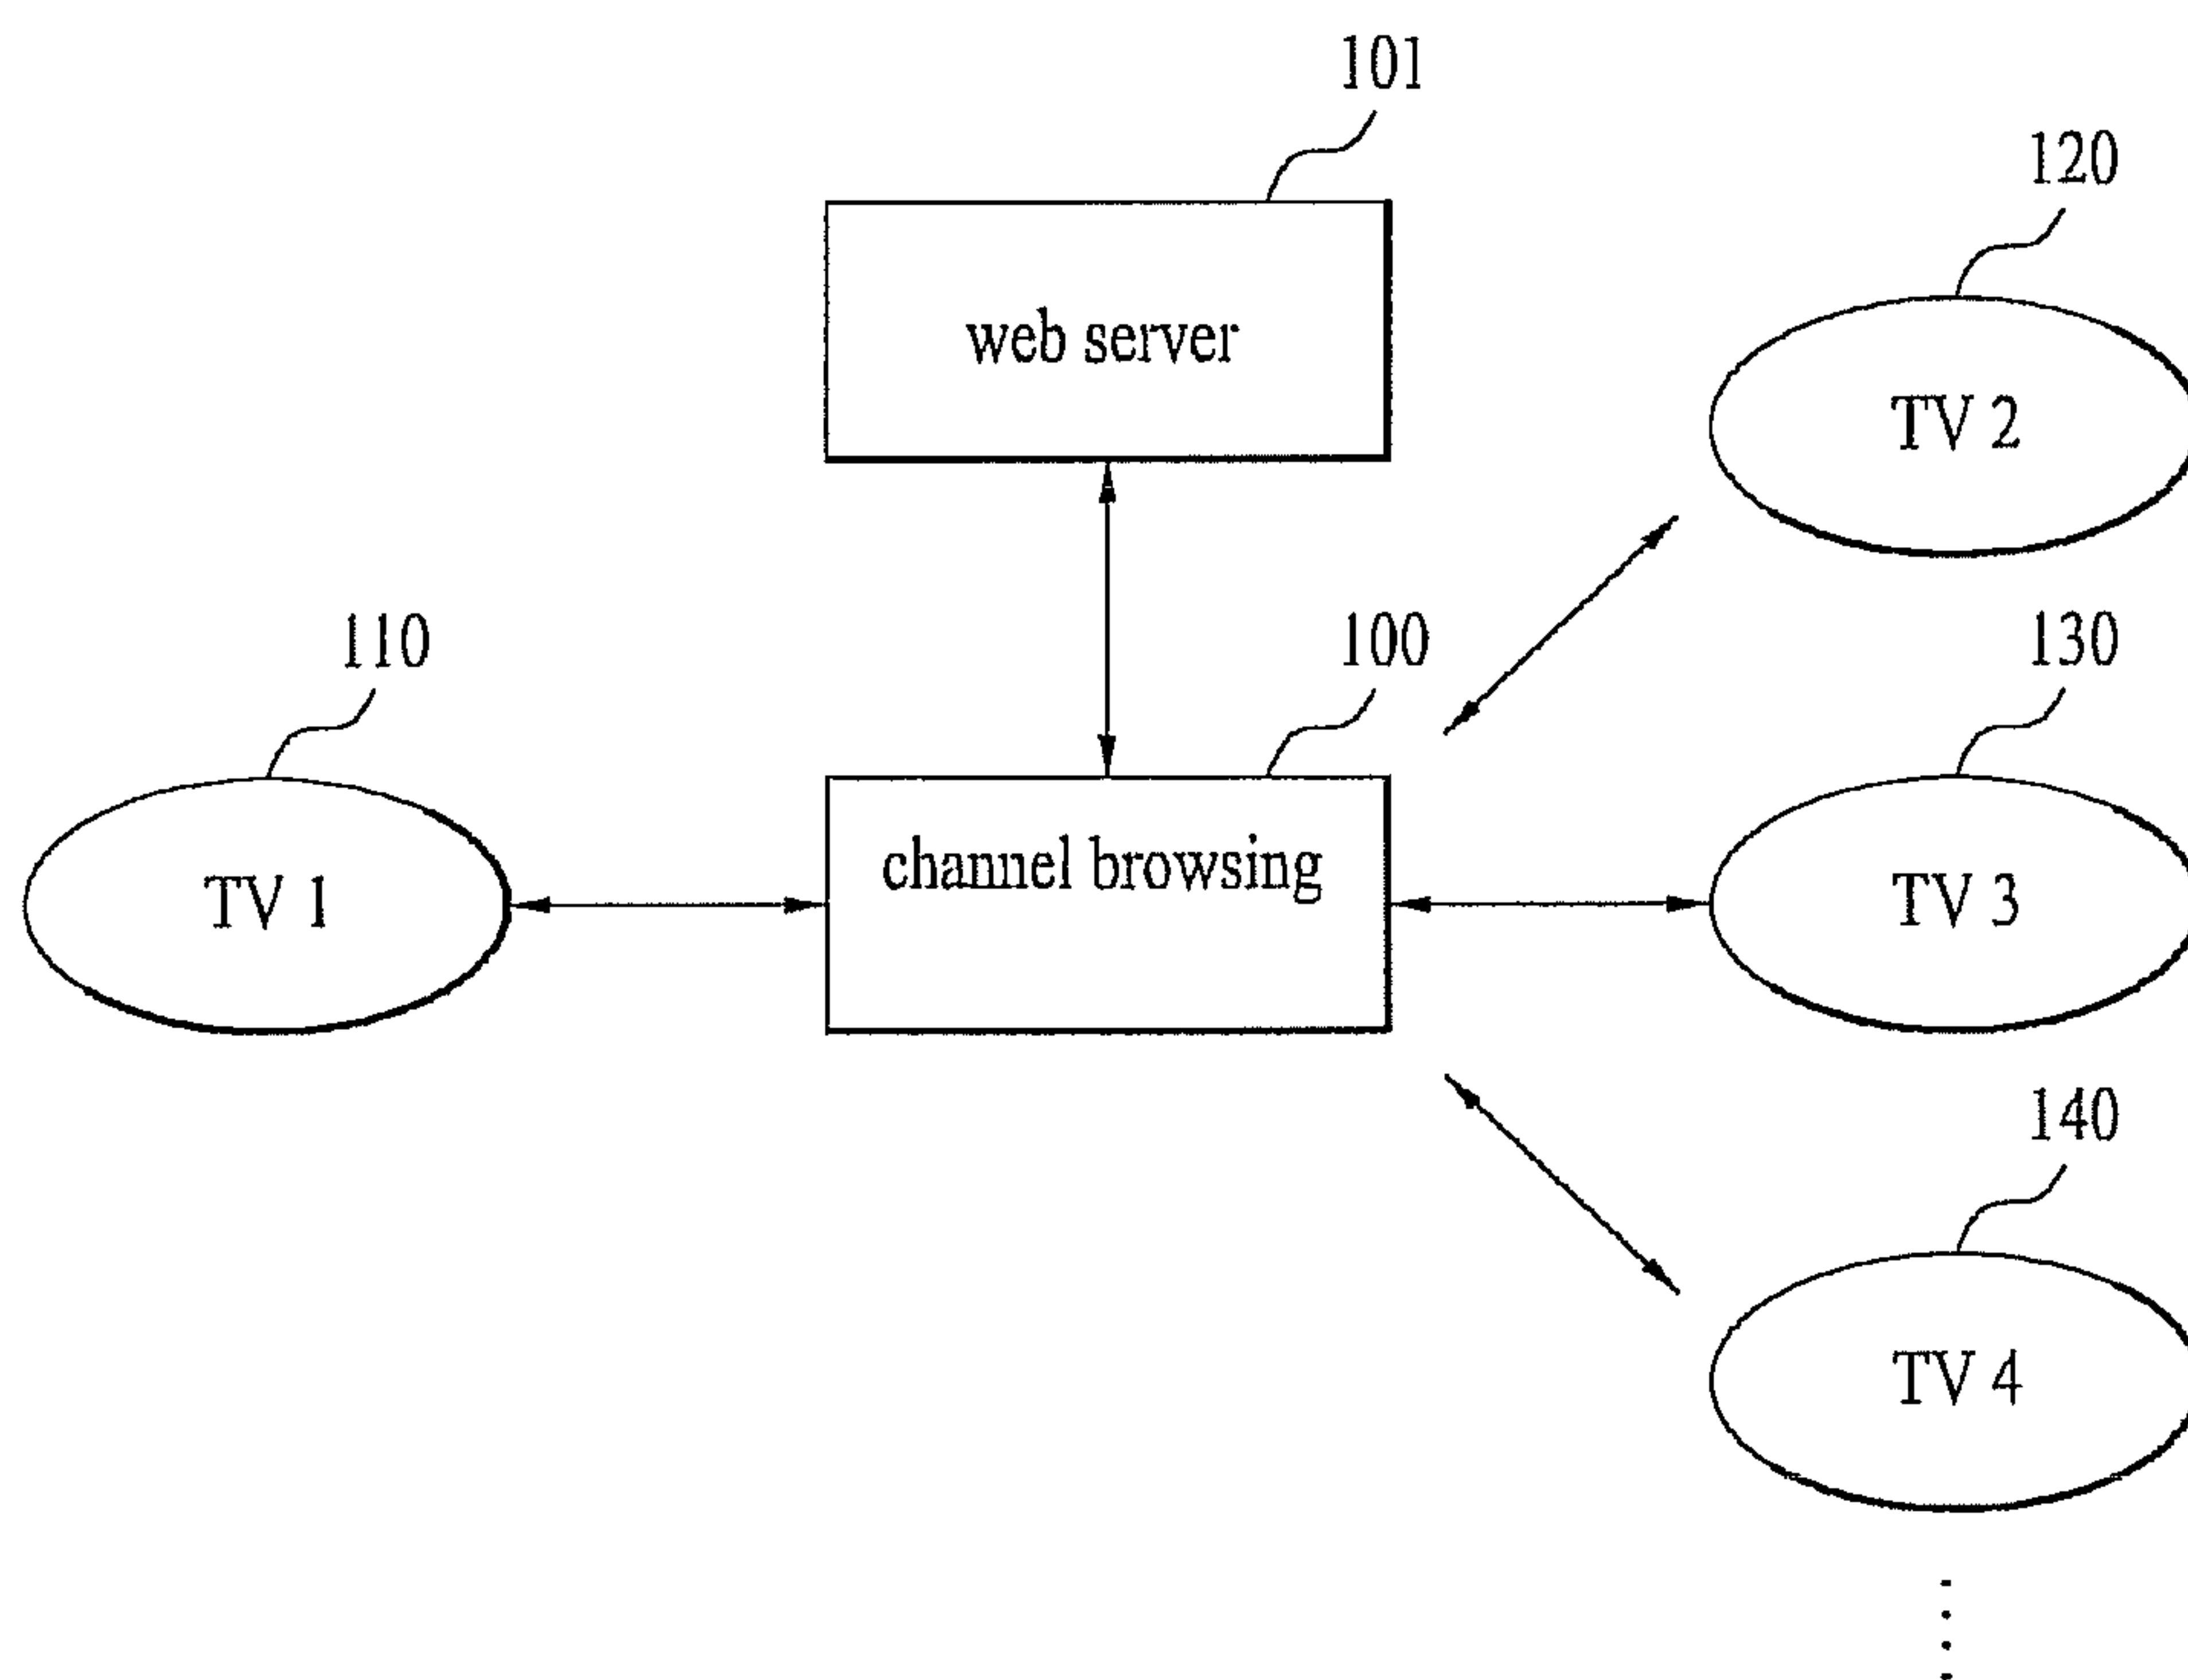 101
120
web server
TV 2
110
100
130
channel browsing
TV 1
TV 3
140
TV 4